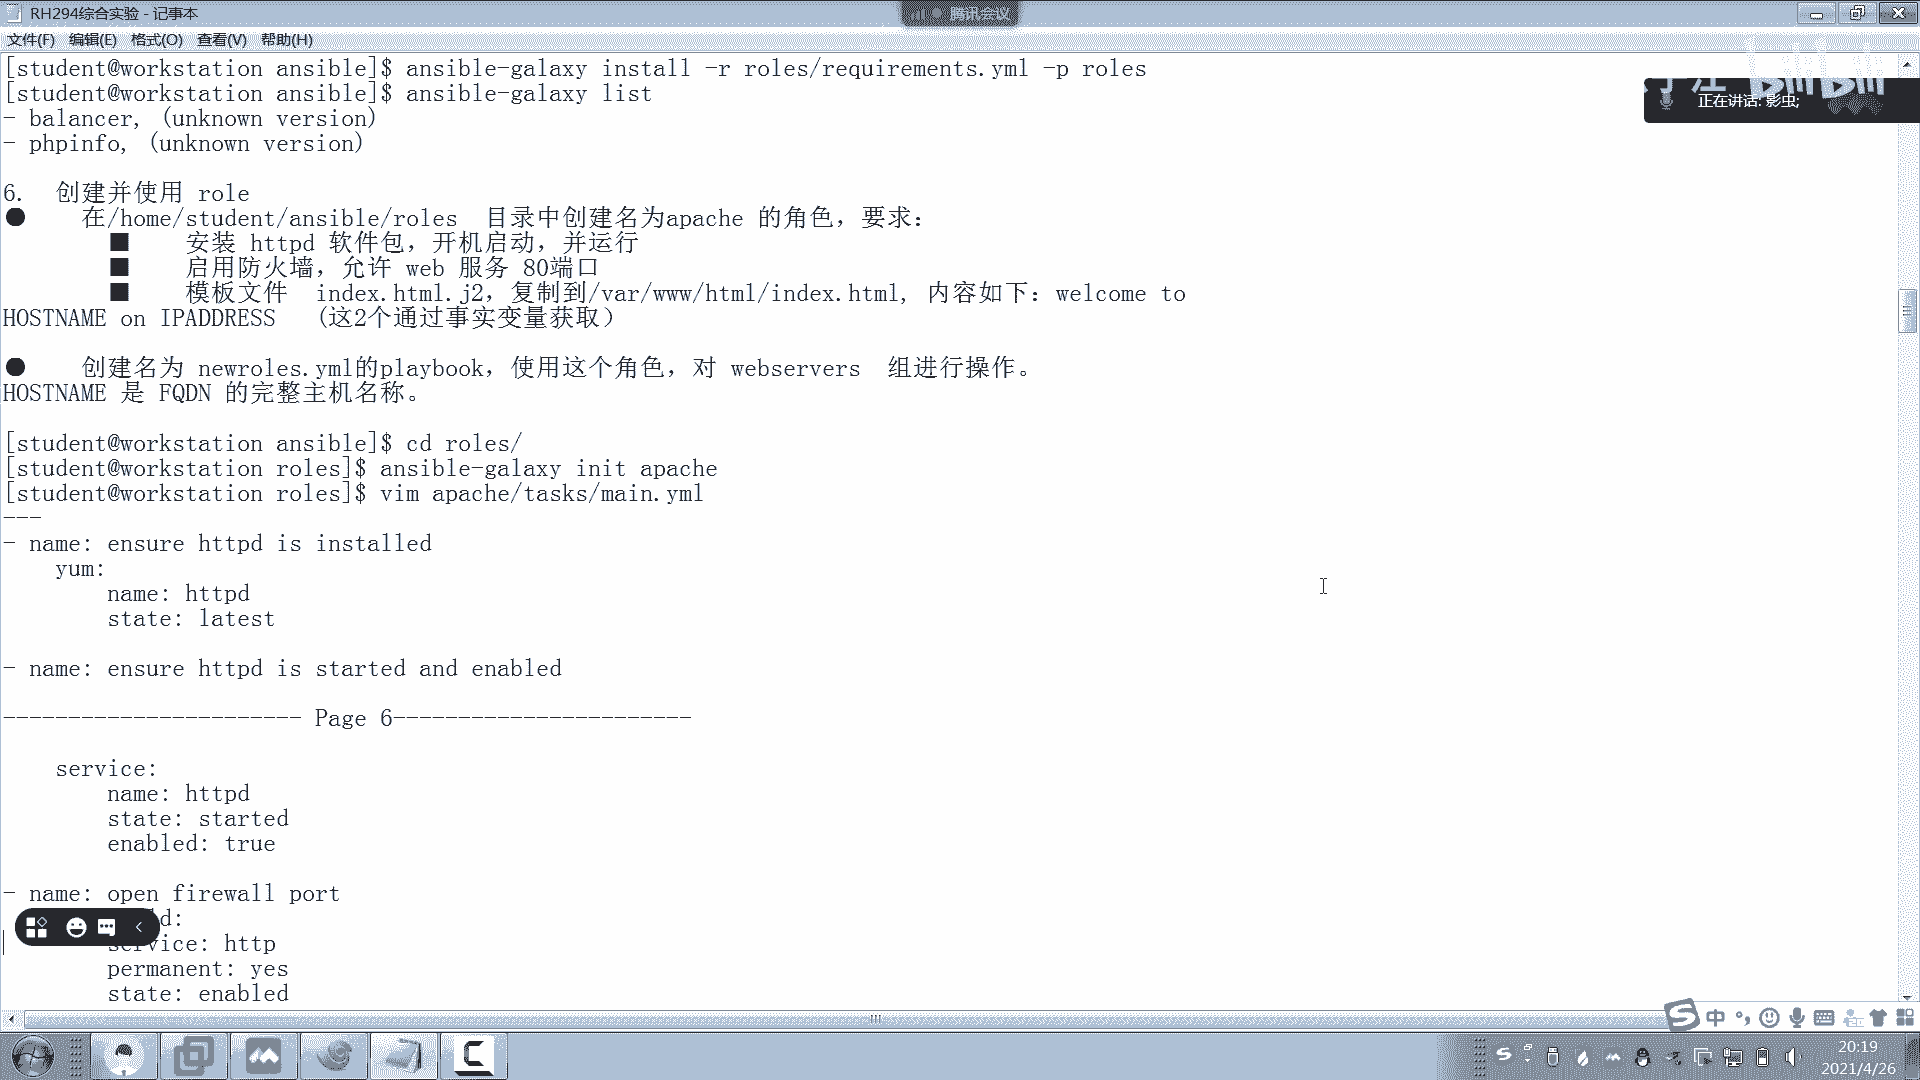 RH294综合实验 - 记事本
腾讯会议
文件(F) 编辑(E) 格式(O) 查看(V) 帮助(H)
[student@workstation ansible]$ ansible-galaxy install -r roles/requirements.yml -p roles
[student@workstation ansible]$ ansible-galaxy list
- balancer, (unknown version)
- phpinfo, (unknown version)
正在讲话: 影虫;
6. 创建并使用 role
● 在/home/student/ansible/roles 目录中创建名为apache 的角色，要求：
■ 安装 httpd 软件包，开机启动，并运行
■ 启用防火墙，允许 web 服务 80端口
■ 模板文件 index.html.j2，复制到/var/www/html/index.html, 内容如下：welcome to
HOSTNAME on IPADDRESS （这2个通过事实变量获取）
● 创建名为 newroles.yml的playbook，使用这个角色，对 webservers 组进行操作。
HOSTNAME 是 FQDN 的完整主机名称。
[student@workstation ansible]$ cd roles/
[student@workstation roles]$ ansible-galaxy init apache
[student@workstation roles]$ vim apache/tasks/main.yml
---
- name: ensure httpd is installed
yum:
name: httpd
state: latest
- name: ensure httpd is started and enabled
----------------------- Page 6-----------------------
service:
name: httpd
state: started
enabled: true
- name: open firewall port
d:
service: http
permanent: yes
state: enabled
中
20:19
2021/4/26